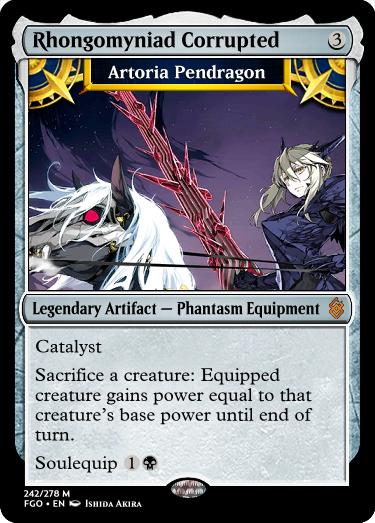 Rhongomyniad Corrupted 3
Artoria Pendragon
Legendary Artifact — Phantasm Equipment
Catalyst
Sacrifice a creature: Equipped
creature gains power equal to that
creature's base power until end of
turn.
Soulequip 1
242/278 M
FGO • EN Ishida Akira